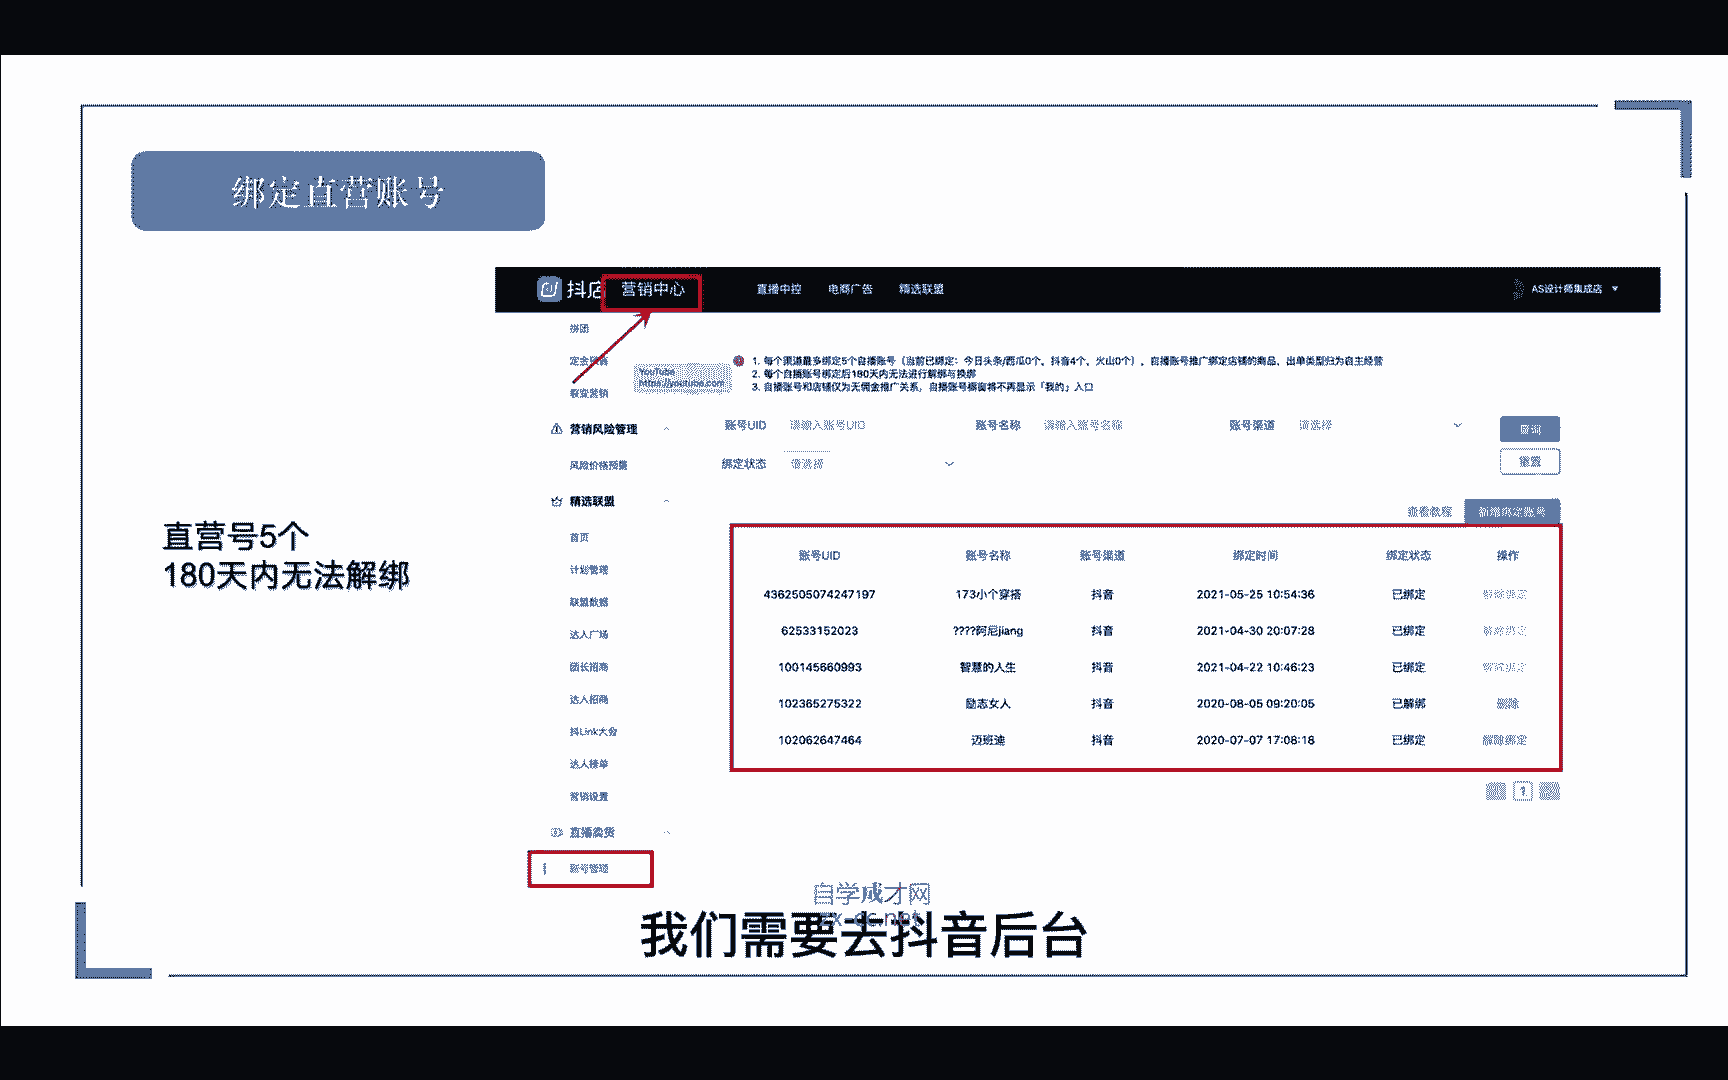 绑定直营账号
抖店 营销中心 直播中控 电商广告 精选联盟 AS设计师集成店
拼团
定金预售
裂变营销
YouTube
https://youtube.com
1. 每个渠道最多绑定5个自播账号（当前已绑定：今日头条/西瓜0个，抖音4个，火山0个），自播账号推广绑定店铺的商品，出单类型归为自主经营
2. 每个自播账号绑定后180天内无法进行解绑与换绑
3. 自播账号和店铺仅为无佣金推广关系，自播账号橱窗将不再显示「我的」入口
营销风险管理
风险价格预警
精选联盟
首页
计划管理
联盟数据
达人广场
团长招商
达人招商
抖Link大会
达人榜单
营销设置
直播卖货
账号管理
账号UID 请输入账号UID 账号名称 请输入账号名称 账号渠道 请选择 查询
绑定状态 请选择 重置
查看教程 新增绑定账号
账号UID 账号名称 账号渠道 绑定时间 绑定状态 操作
4362505074247197 173小个穿搭 抖音 2021-05-25 10:54:36 已绑定 解除绑定
62533152023 ????阿尼jiang 抖音 2021-04-30 20:07:28 已绑定 解除绑定
100145660993 智慧的人生 抖音 2021-04-22 10:46:23 已绑定 解除绑定
102365275322 励志女人 抖音 2020-08-05 09:20:05 已解绑 删除
102062647464 迈班迪 抖音 2020-07-07 17:08:18 已绑定 解除绑定
1
直营号5个
180天内无法解绑
自学成才网
zx-cc.net
我们需要去抖音后台